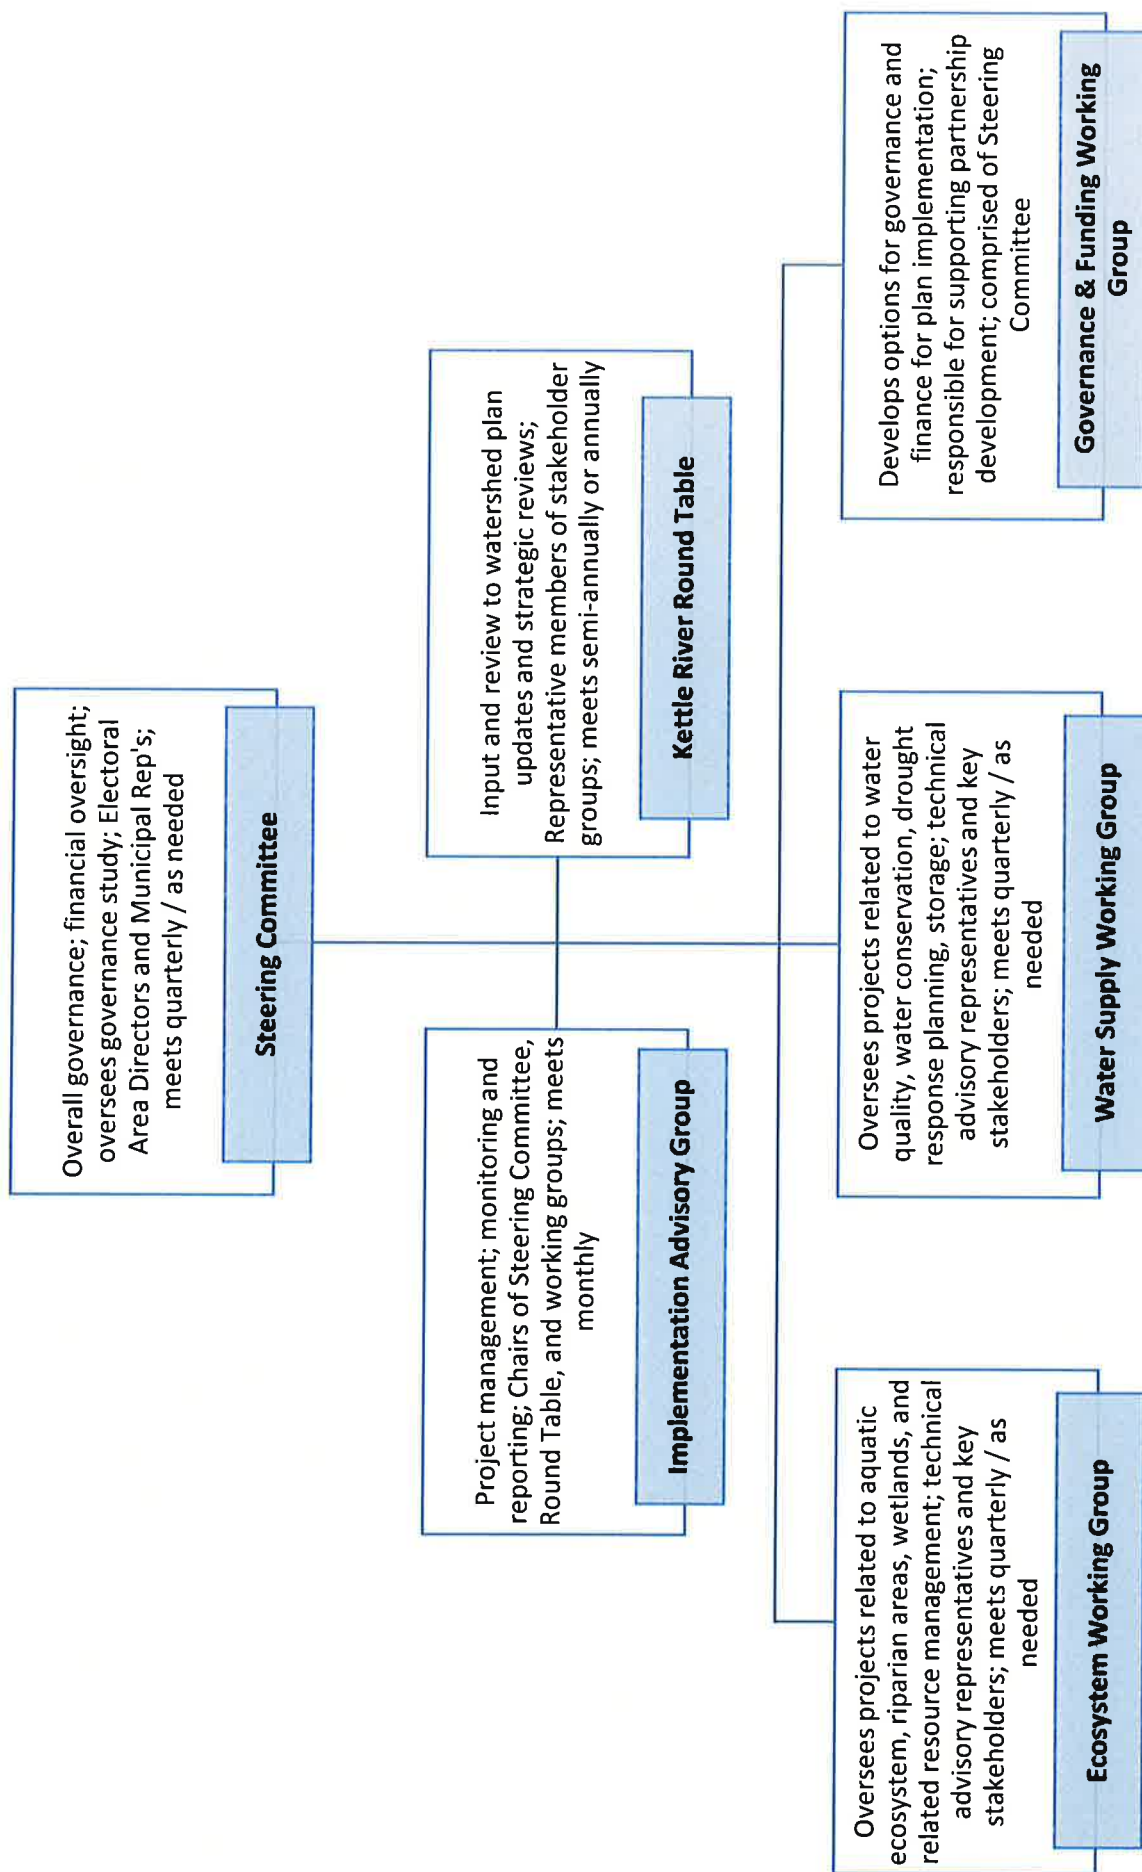 Overall governance; financial oversight;
oversees governance study; Electoral
Area Directors and Municipal Rep's;
meets quarterly / as needed
Steering Committee
Project management; monitoring and
reporting; Chairs of Steering Committee,
Round Table, and working groups; meets
monthly
Implementation Advisory Group
Input and review to watershed plan
updates and strategic reviews;
Representative members of stakeholder
groups; meets semi-annually or annually
Kettle River Round Table
Oversees projects related to aquatic
ecosystem, riparian areas, wetlands, and
related resource management; technical
advisory representatives and key
stakeholders; meets quarterly / as
needed
Ecosystem Working Group
Oversees projects related to water
quality, water conservation, drought
response planning, storage; technical
advisory representatives and key
stakeholders; meets quarterly / as
needed
Water Supply Working Group
Develops options for governance and
finance for plan implementation;
responsible for supporting partnership
development; comprised of Steering
Committee
Governance & Funding Working
Group